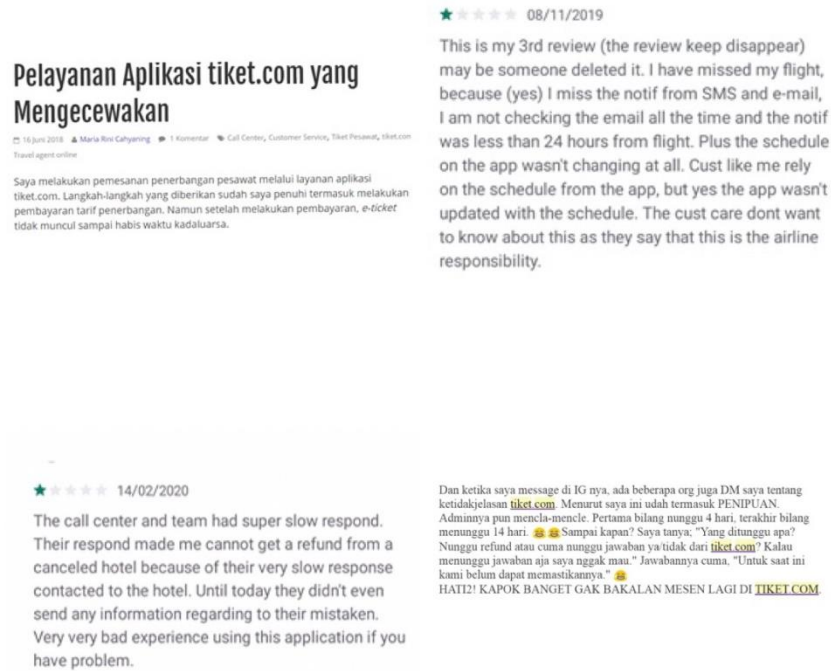 Pelayanan Aplikasi tiket.com yang
Mengecewakan
16 Juni 2018 Maria Rini Cahyaning 1 Komentar Call Center, Customer Service, Tiket Pesawat, tiket.com
Travel agent online
Saya melakukan pemesanan penerbangan pesawat melalui layanan aplikasi
tiket.com. Langkah-langkah yang diberikan sudah saya penuhi termasuk melakukan
pembayaran tarif penerbangan. Namun setelah melakukan pembayaran, e-ticket
tidak muncul sampai habis waktu kadaluarsa.
08/11/2019
This is my 3rd review (the review keep disappear)
may be someone deleted it. I have missed my flight,
because (yes) I miss the notif from SMS and e-mail,
I am not checking the email all the time and the notif
was less than 24 hours from flight. Plus the schedule
on the app wasn't changing at all. Cust like me rely
on the schedule from the app, but yes the app wasn't
updated with the schedule. The cust care dont want
to know about this as they say that this is the airline
responsibility.
14/02/2020
The call center and team had super slow respond.
Their respond made me cannot get a refund from a
canceled hotel because of their very slow response
contacted to the hotel. Until today they didn't even
send any information regarding to their mistaken.
Very very bad experience using this application if you
have problem.
Dan ketika saya message di IG nya, ada beberapa org juga DM saya tentang
ketidakjelasan tiket.com. Menurut saya ini udah termasuk PENIPUAN.
Adminnya pun mencla-mencle. Pertama bilang nunggu 4 hari, terakhir bilang
menunggu 14 hari. Sampai kapan? Saya tanya; "Yang ditunggu apa?
Nunggu refund atau cuma nunggu jawaban ya/tidak dari tiket.com? Kalau
menunggu jawaban aja saya nggak mau." Jawabannya cuma, "Untuk saat ini
kami belum dapat memastikannya."
HATI2! KAPOK BANGET GAK BAKALAN MESEN LAGI DI TIKET.COM.